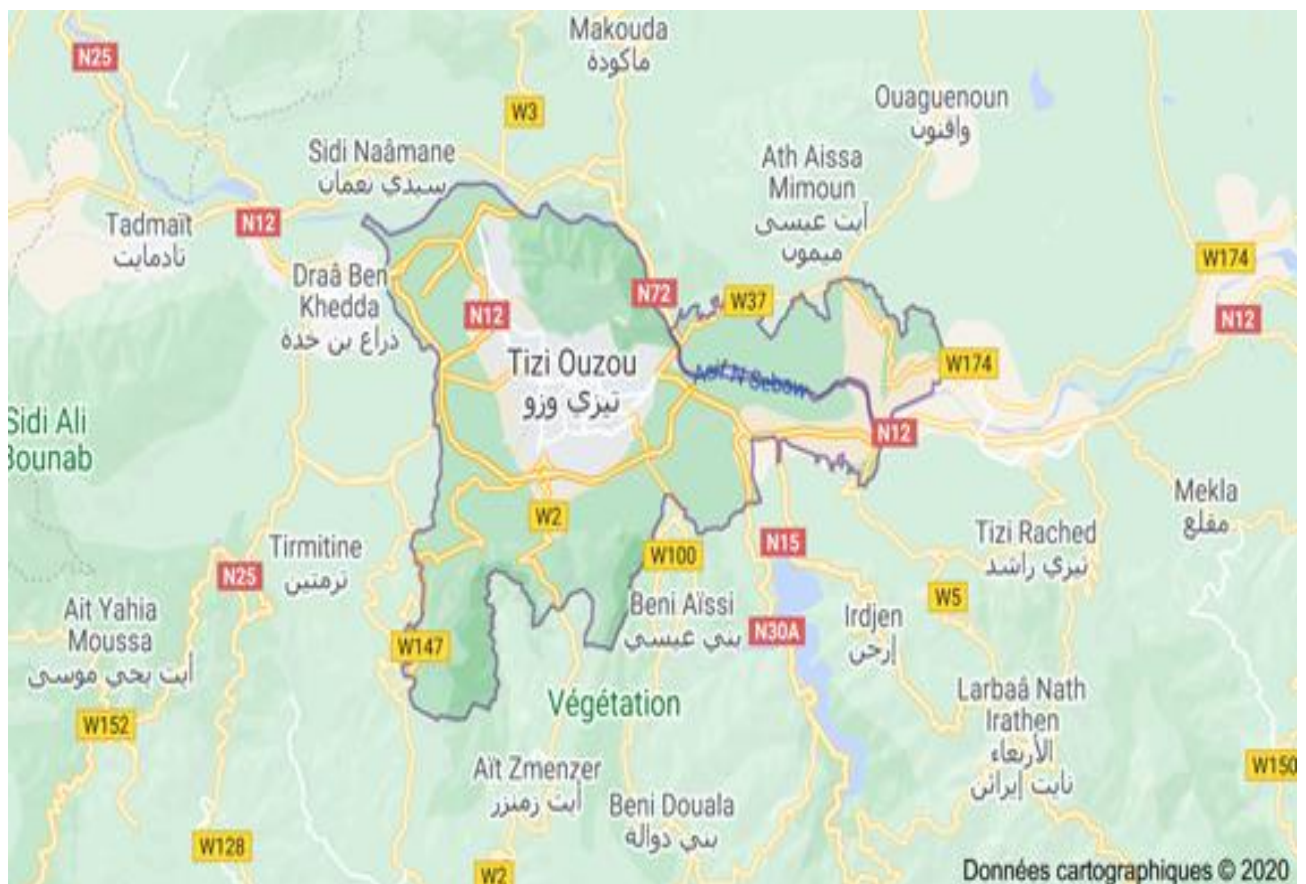 Makouda
ماكودة
N25
Ouaguenoun
واقنون
W3
Sidi Naâmane
سيدي نعمان
Ath Aissa
Mimoun
آيت عيسى
ميمون
Tadmaït
تادمايت
N12
W174
Draâ Ben
Khedda
ذراع بن خدة
N72
W37
N12
N12
Tizi Ouzou
تيزي وزو
W174
Asif N Sebow
Sidi Ali
Bounab
N12
Mekla
مقلع
W2
Tirmitine
ترمتين
N15
Tizi Rached
تيزي راشد
W100
N25
W5
Ait Yahia
Moussa
أيت يحي موسى
Beni Aïssi
بني عيسي
Irdjen
إرجن
N30A
W147
Végétation
Larbaâ Nath
Irathen
الأربعاء
نايت إيراثن
W152
W150
Aït Zmenzer
أيت زمنزر
Beni Douala
بني دوالة
W128
W2
Données cartographiques © 2020